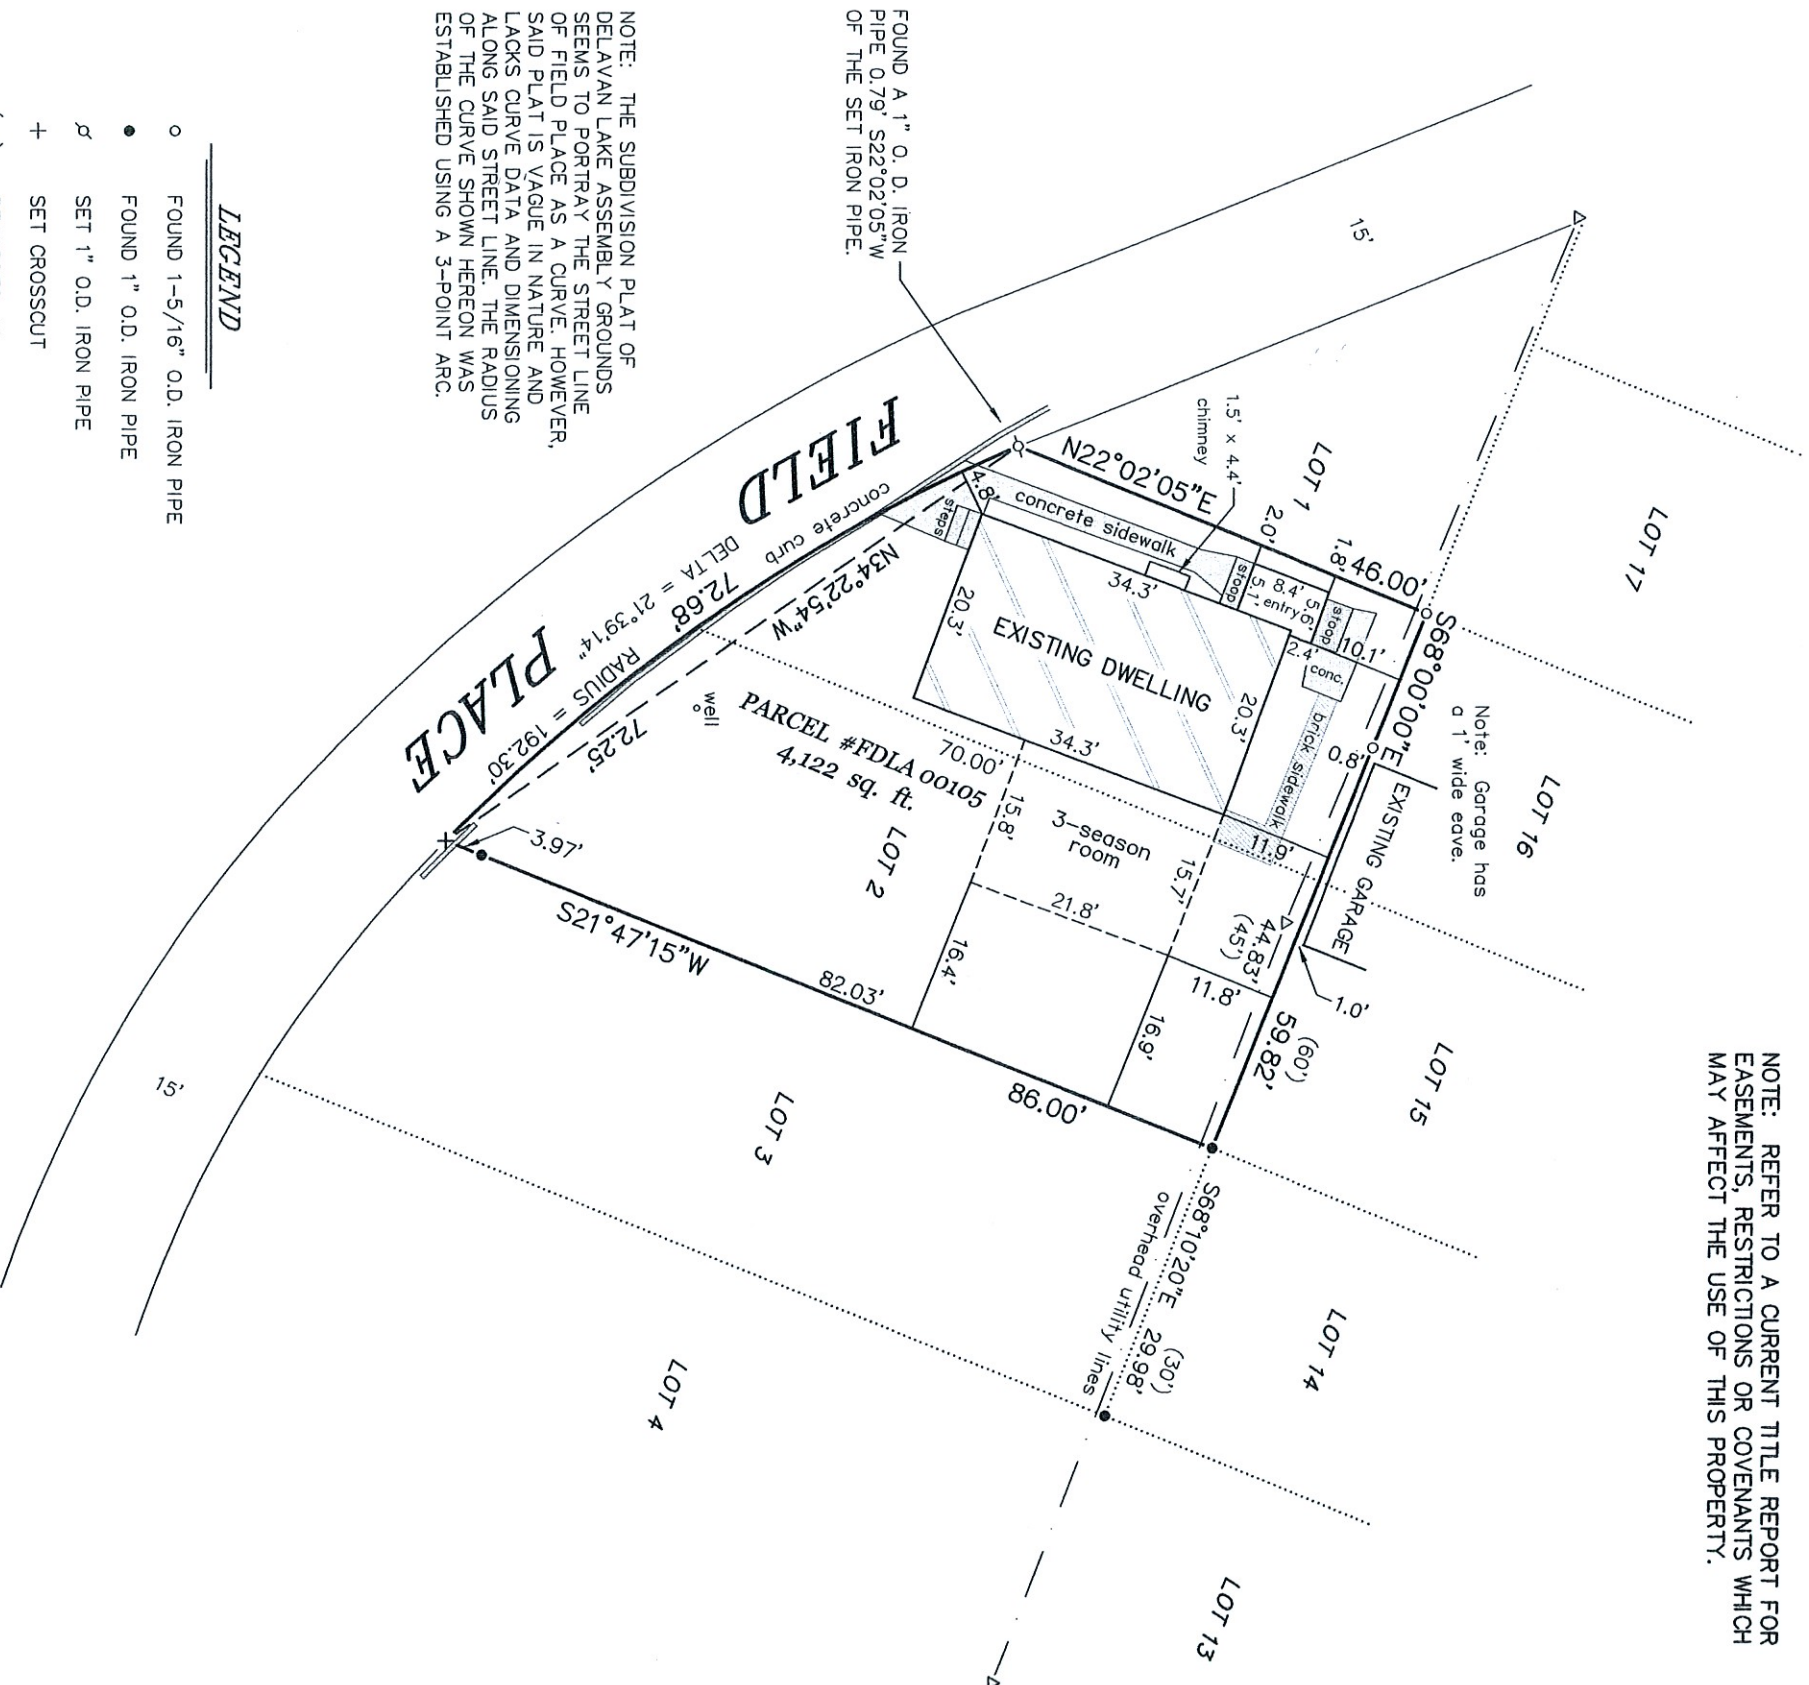 NOTE: REFER TO A CURRENT TITLE REPORT FOR
EASEMENTS, RESTRICTIONS OR COVENANTS WHICH
MAY AFFECT THE USE OF THIS PROPERTY.
LOT 17
LOT 16
LOT 15
LOT 14
LOT 13
Note: Garage has
a 1' wide eave.
15'
LOT 1
N22°02'05"E
46.00'
S68°00'00"E
59.82'
(60')
44.83'
(45')
S68°10'20"E
29.98'
(30')
overhead utility lines
EXISTING GARAGE
1.0'
0.8'
1.5' x 4.4'
chimney
2.0'
1.8'
concrete sidewalk
4.8'
steps
stoop
8.4'
5.1'
entry
5.6'
stoop
10.1'
2.4'
conc.
brick sidewalk
11.9'
34.3'
20.3'
EXISTING DWELLING
20.3'
34.3'
70.00'
15.8'
3-season
room
15.7'
21.8'
11.8'
16.4'
16.9'
PARCEL #FDLA 00105
4,122 sq. ft.
well
LOT 2
82.03'
86.00'
S21°47'15"W
3.97'
LOT 3
LOT 4
15'
FIELD PLACE
concrete curb
72.68'
DELTA = 21°39'14"
RADIUS = 192.30'
N34°22'54"W
72.25'
FOUND A 1" O. D. IRON
PIPE 0.79' S22°02'05"W
OF THE SET IRON PIPE.
NOTE: THE SUBDIVISION PLAT OF
DELAVAN LAKE ASSEMBLY GROUNDS
SEEMS TO PORTRAY THE STREET LINE
OF FIELD PLACE AS A CURVE. HOWEVER,
SAID PLAT IS VAGUE IN NATURE AND
LACKS CURVE DATA AND DIMENSIONING
ALONG SAID STREET LINE. THE RADIUS
OF THE CURVE SHOWN HEREON WAS
ESTABLISHED USING A 3-POINT ARC.
LEGEND
FOUND 1-5/16" O.D. IRON PIPE
FOUND 1" O.D. IRON PIPE
SET 1" O.D. IRON PIPE
SET CROSSCUT